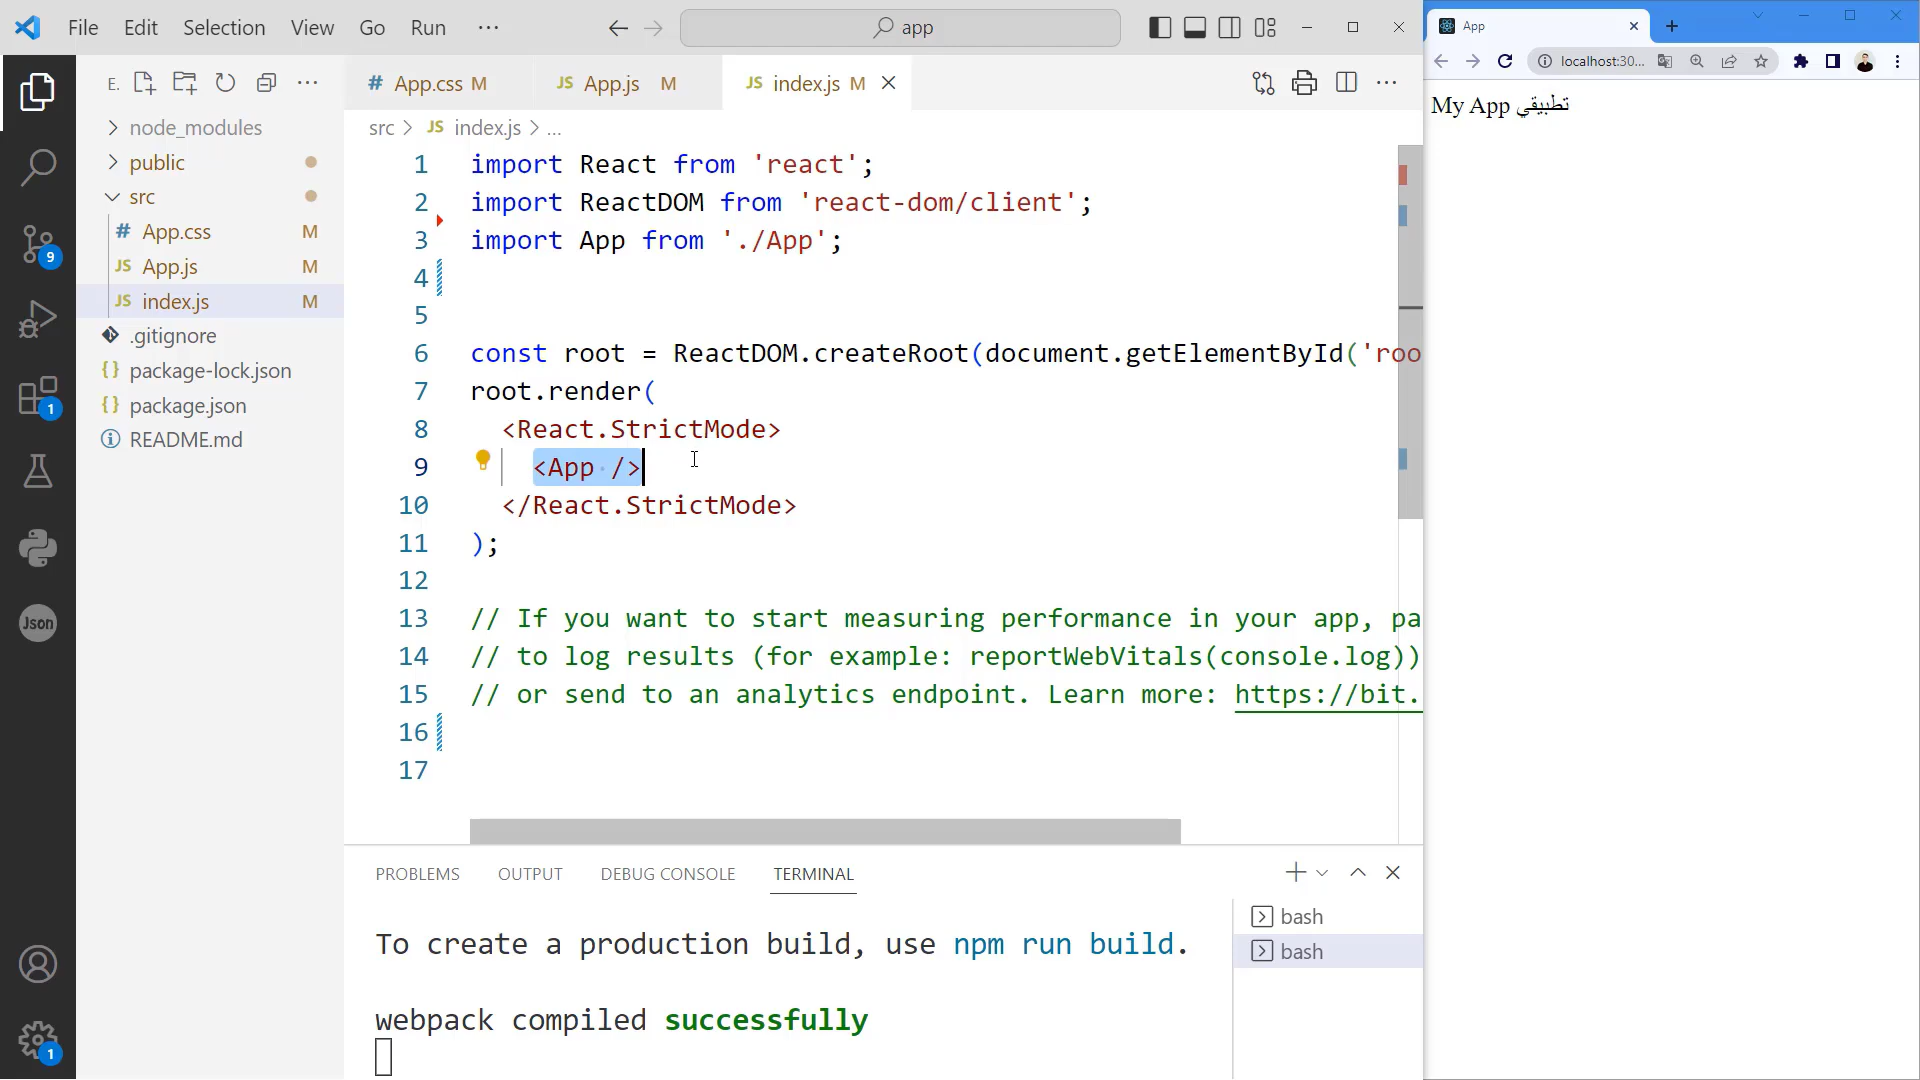 File Edit Selection View Go Run ··· app
App
localhost:30...
My App تطبيقي
E.
node_modules
public
src
# App.css M
JS App.js M
JS index.js M
.gitignore
{} package-lock.json
{} package.json
README.md
9
1
Json
1
# App.css M JS App.js M JS index.js M
src > JS index.js > ...
1 import React from 'react';
2 import ReactDOM from 'react-dom/client';
3 import App from './App';
4
5
6 const root = ReactDOM.createRoot(document.getElementById('roo
7 root.render(
8 <React.StrictMode>
9 <App·/>
10 </React.StrictMode>
11 );
12
13 // If you want to start measuring performance in your app, pa
14 // to log results (for example: reportWebVitals(console.log))
15 // or send to an analytics endpoint. Learn more: https://bit.
16
17
PROBLEMS OUTPUT DEBUG CONSOLE TERMINAL
To create a production build, use npm run build.
webpack compiled successfully
bash
bash